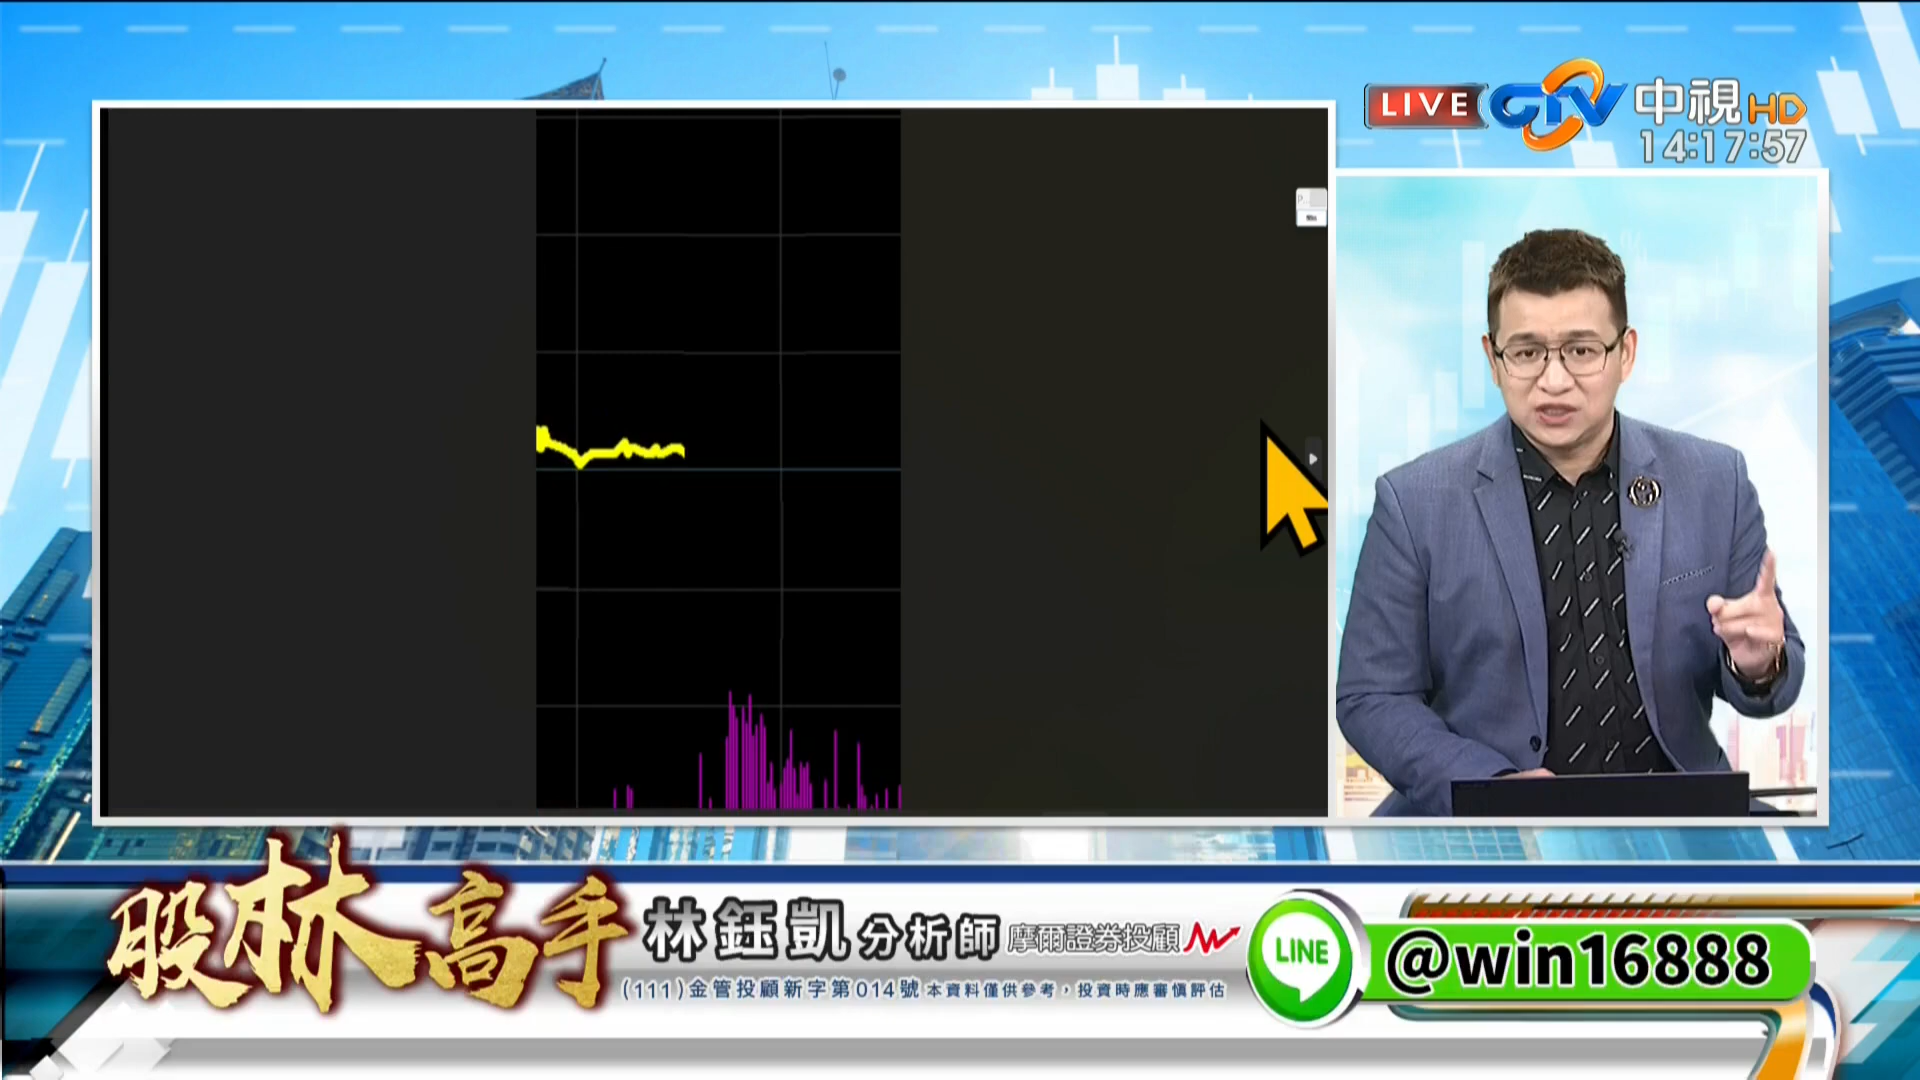 LIVE CTV 中視 HD
14:17:57
股林高手
林鈺凱 分析師 摩爾證券投顧
(111)金管投顧新字第014號 本資料僅供參考，投資時應審慎評估
LINE
@win16888